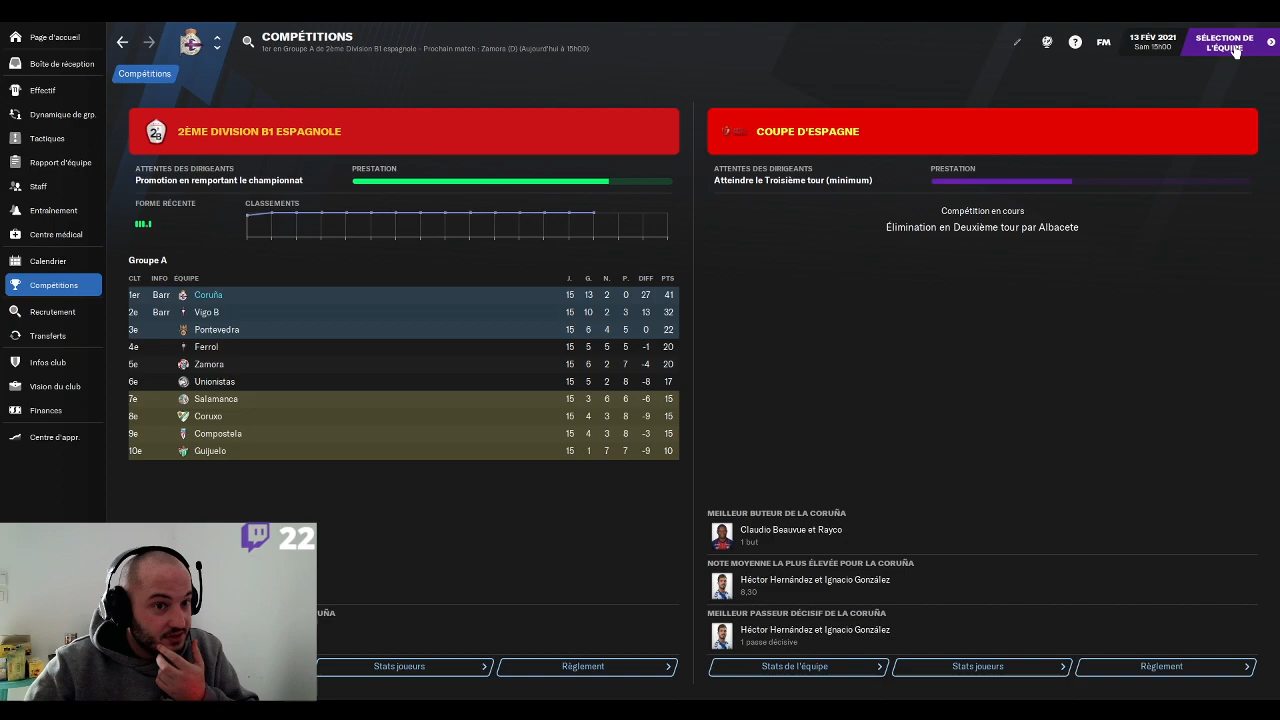 Page d'accueil
Boîte de réception
Effectif
Dynamique de grp.
Tactiques
Rapport d'équipe
Staff
Entraînement
Centre médical
Calendrier
Compétitions
Recrutement
Transferts
Infos club
Vision du club
Finances
Centre d'appr.
COMPÉTITIONS
1er en Groupe A de 2ème Division B1 espagnole - Prochain match : Zamora (D) (Aujourd'hui à 15h00)
FM
13 FÉV 2021
Sam 15h00
SÉLECTION DE
L'ÉQUIPE
Compétitions
2ÈME DIVISION B1 ESPAGNOLE
ATTENTES DES DIRIGEANTS PRESTATION
Promotion en remportant le championnat
FORME RÉCENTE CLASSEMENTS
Groupe A
CLT INFO ÉQUIPE J. G. N. P. DIFF PTS
1er Barr Coruña 15 13 2 0 27 41
2e Barr Vigo B 15 10 2 3 13 32
3e Pontevedra 15 6 4 5 0 22
4e Ferrol 15 5 5 5 -1 20
5e Zamora 15 6 2 7 -4 20
6e Unionistas 15 5 2 8 -8 17
7e Salamanca 15 3 6 6 -6 15
8e Coruxo 15 4 3 8 -9 15
9e Compostela 15 4 3 8 -3 15
10e Guijuelo 15 1 7 7 -9 10
22
UÑA
Stats joueurs
Règlement
COUPE D'ESPAGNE
ATTENTES DES DIRIGEANTS PRESTATION
Atteindre le Troisième tour (minimum)
Compétition en cours
Élimination en Deuxième tour par Albacete
MEILLEUR BUTEUR DE LA CORUÑA
Claudio Beauvue et Rayco
1 but
NOTE MOYENNE LA PLUS ÉLEVÉE POUR LA CORUÑA
Héctor Hernández et Ignacio González
8,30
MEILLEUR PASSEUR DÉCISIF DE LA CORUÑA
Héctor Hernández et Ignacio González
1 passe décisive
Stats de l'équipe
Stats joueurs
Règlement